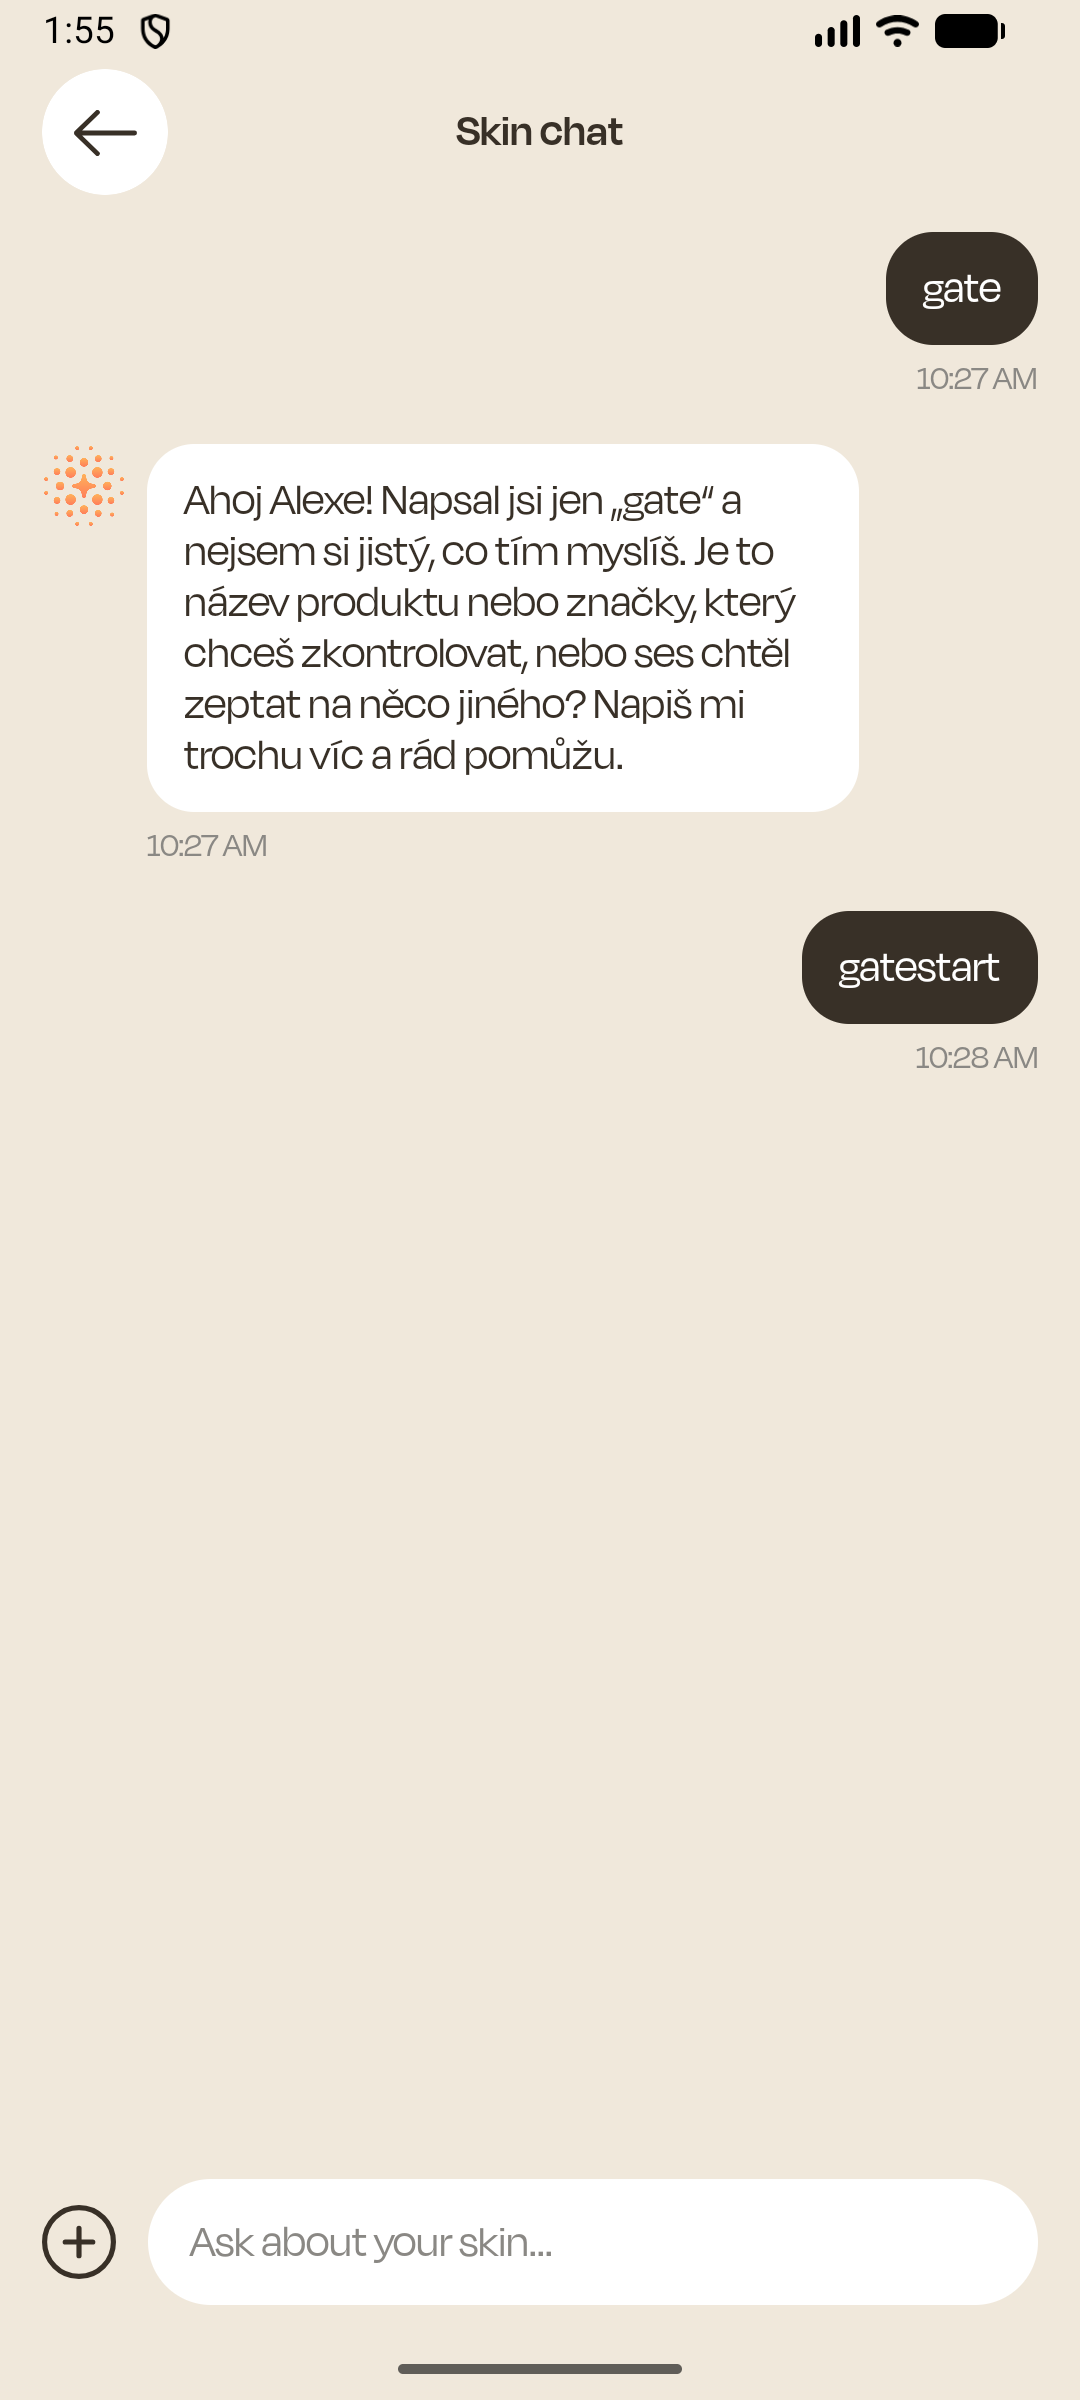 1:55
Skin chat
gate
10:27 AM
Ahoj Alexe! Napsal jsi jen „gate“ a
nejsem si jistý, co tím myslíš. Je to
název produktu nebo značky, který
chceš zkontrolovat, nebo ses chtěl
zeptat na něco jiného? Napiš mi
trochu víc a rád pomůžu.
10:27 AM
gatestart
10:28 AM
Ask about your skin...